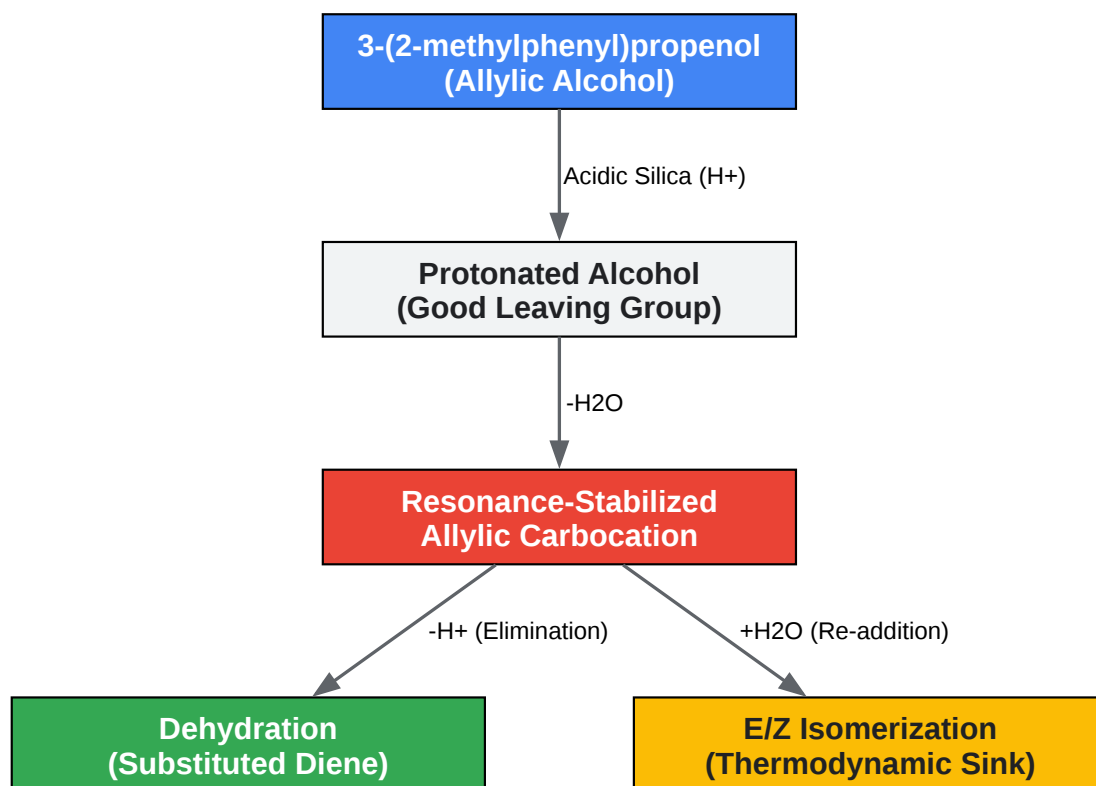 3-(2-methylphenyl)propenol
(Allylic Alcohol)
Acidic Silica (H+)
Protonated Alcohol
(Good Leaving Group)
-H2O
Resonance-Stabilized
Allylic Carbocation
-H+ (Elimination)
+H2O (Re-addition)
Dehydration
(Substituted Diene)
E/Z Isomerization
(Thermodynamic Sink)